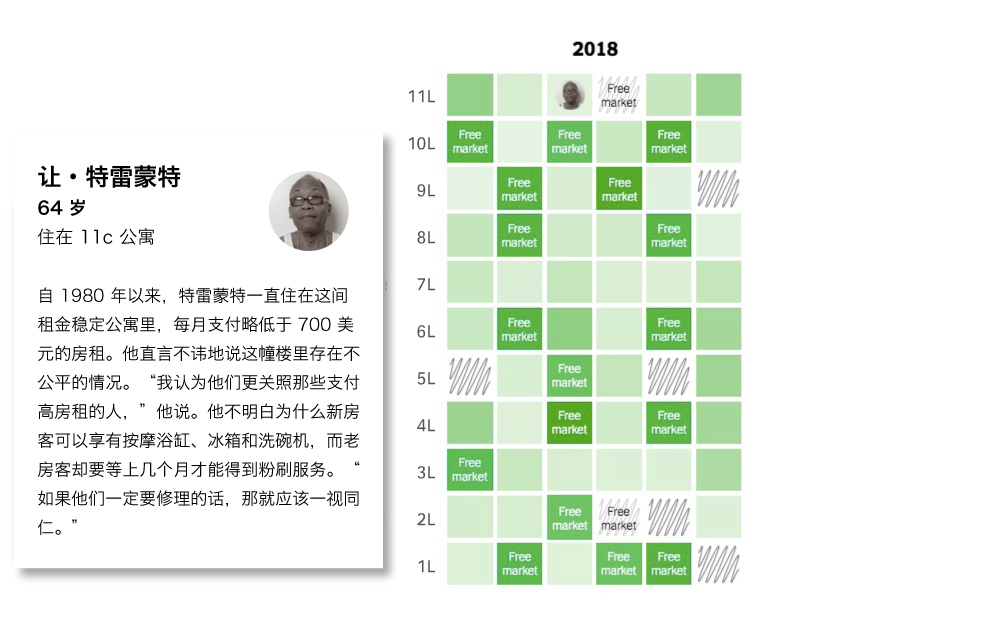 2018
让・特雷蒙特
64 岁
住在 11c 公寓
自 1980 年以来，特雷蒙特一直住在这间
租金稳定公寓里，每月支付略低于 700 美
元的房租。他直言不讳地说这幢楼里存在不
公平的情况。 “我认为他们更关照那些支付
高房租的人，”他说。他不明白为什么新房
客可以享有按摩浴缸、冰箱和洗碗机，而老
房客却要等上几个月才能得到粉刷服务。 “
如果他们一定要修理的话，那就应该一视同
仁。”
11L
Free
market
10L
Free
market
Free
market
Free
market
9L
Free
market
Free
market
8L
Free
market
Free
market
7L
6L
Free
market
Free
market
5L
Free
market
4L
Free
market
Free
market
3L
Free
market
2L
Free
market
Free
market
1L
Free
market
Free
market
Free
market